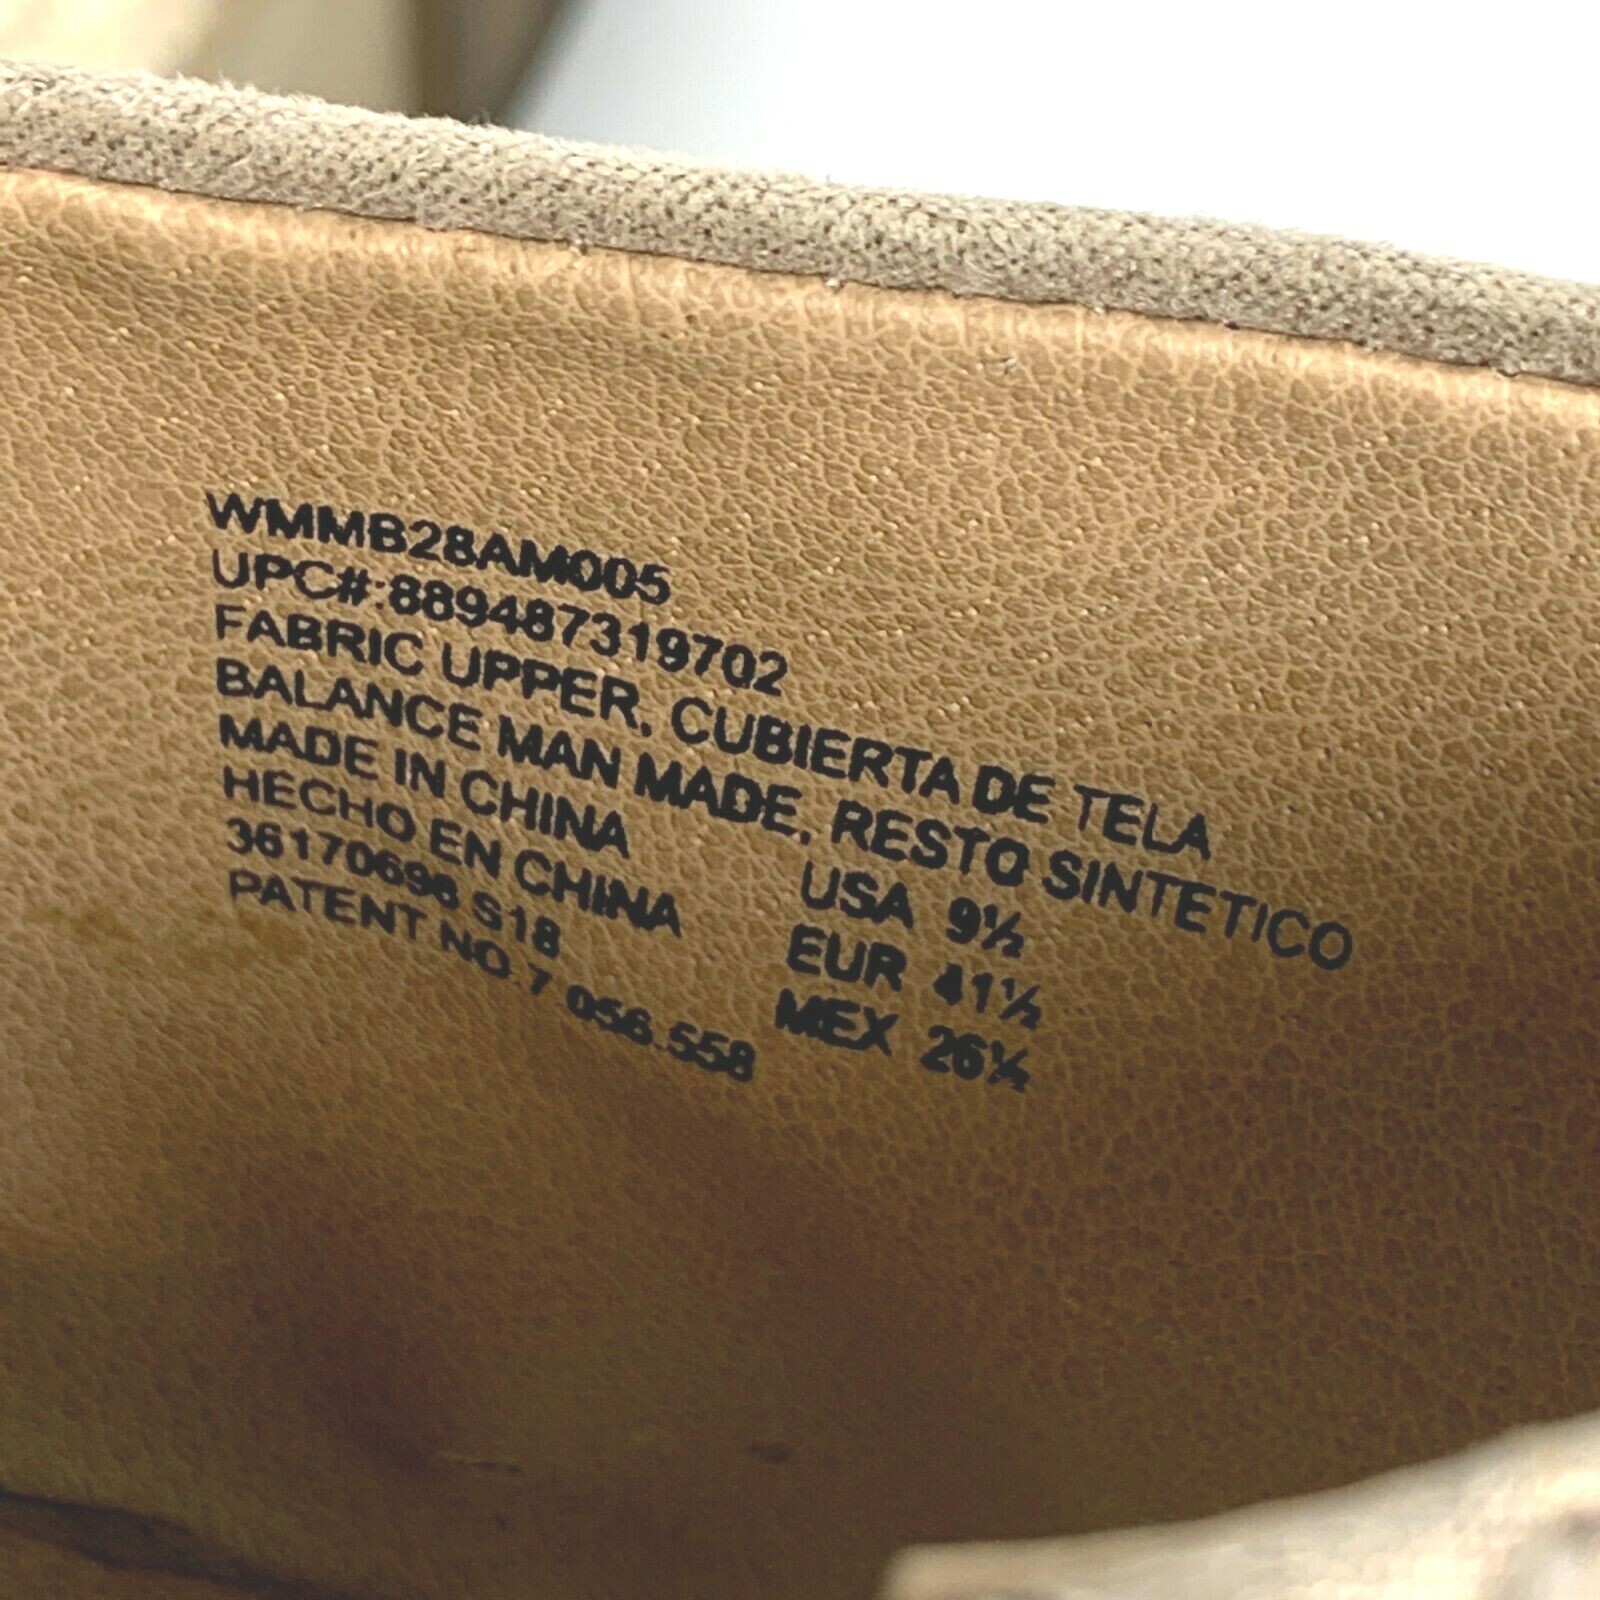 WMMB28AM005
UPC#:889487319702
FABRIC UPPER, CUBIERTA DE TELA
BALANCE MAN MADE, RESTO SINTETICO
MADE IN CHINA
HECHO EN CHINA
36170696 S18
PATENT NO.7.056.558
USA 9½
EUR 41½
MEX 26½